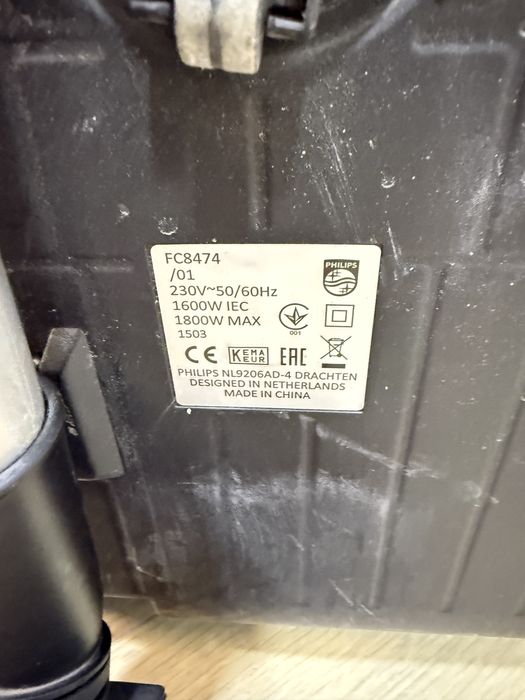 FC8474
/01
230V~50/60Hz
1600W IEC
1800W MAX
1503
PHILIPS
001
CE KEMA KEUR EAC
PHILIPS NL9206AD-4 DRACHTEN
DESIGNED IN NETHERLANDS
MADE IN CHINA